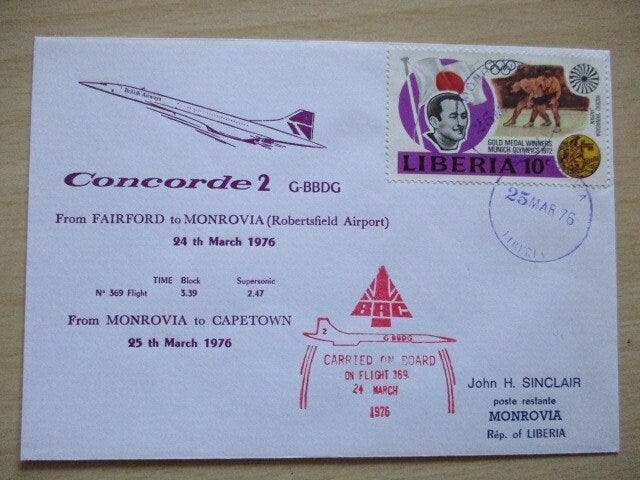 British Airways
Concorde 2 G-BBDG
From FAIRFORD to MONROVIA (Robertsfield Airport)
24 th March 1976
TIME Block Supersonic
No 369 Flight 3.39 2.47
From MONROVIA to CAPETOWN
25 th March 1976
GOLD MEDAL WINNERS
MUNICH OLYMPICS 1972
LIBERIA 10c
25 MAR 76
LIBERIA
BAC
2 G-BBDG
CARRIED ON BOARD
ON FLIGHT 369
24 MARCH
1976
John H. SINCLAIR
poste restante
MONROVIA
Rép. of LIBERIA